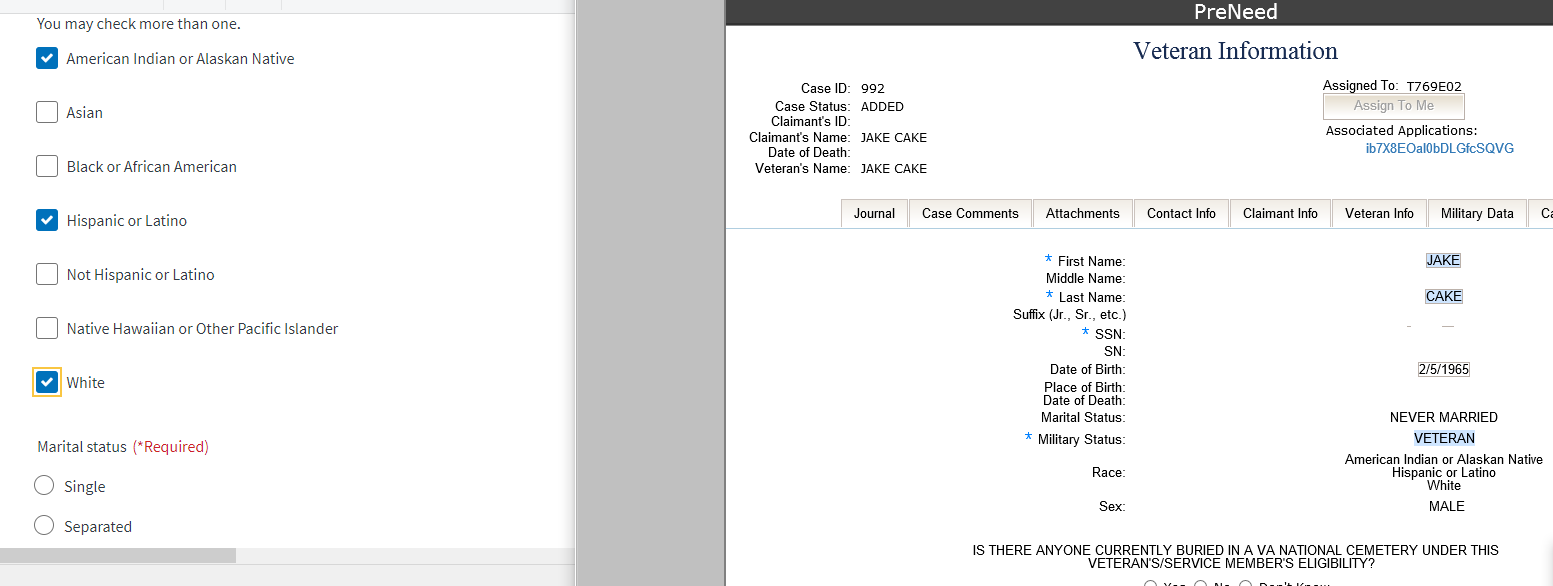 You may check more than one.
American Indian or Alaskan Native
Asian
Black or African American
Hispanic or Latino
Not Hispanic or Latino
Native Hawaiian or Other Pacific Islander
White
Marital status (*Required)
Single
Separated
PreNeed
Veteran Information
Case ID: 992
Case Status: ADDED
Claimant's ID:
Claimant's Name: JAKE CAKE
Date of Death:
Veteran's Name: JAKE CAKE
Assigned To: T769E02
Assign To Me
Associated Applications:
ib7X8EOal0bDLGfcSQVG
Journal Case Comments Attachments Contact Info Claimant Info Veteran Info Military Data
* First Name: JAKE
Middle Name:
* Last Name: CAKE
Suffix (Jr., Sr., etc.)
* SSN:
SN:
Date of Birth: 2/5/1965
Place of Birth:
Date of Death:
Marital Status: NEVER MARRIED
* Military Status: VETERAN
Race: American Indian or Alaskan Native
Hispanic or Latino
White
Sex: MALE
IS THERE ANYONE CURRENTLY BURIED IN A VA NATIONAL CEMETERY UNDER THIS
VETERAN'S/SERVICE MEMBER'S ELIGIBILITY?
Yes No Don't Know